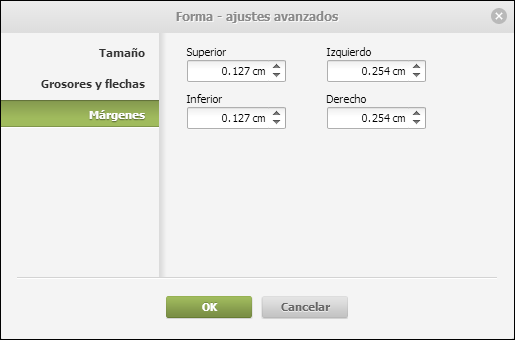 Forma - ajustes avanzados
Tamaño
Grosores y flechas
Márgenes
Superior
Izquierdo
0.127 cm
0.254 cm
Inferior
Derecho
0.127 cm
0.254 cm
OK
Cancelar